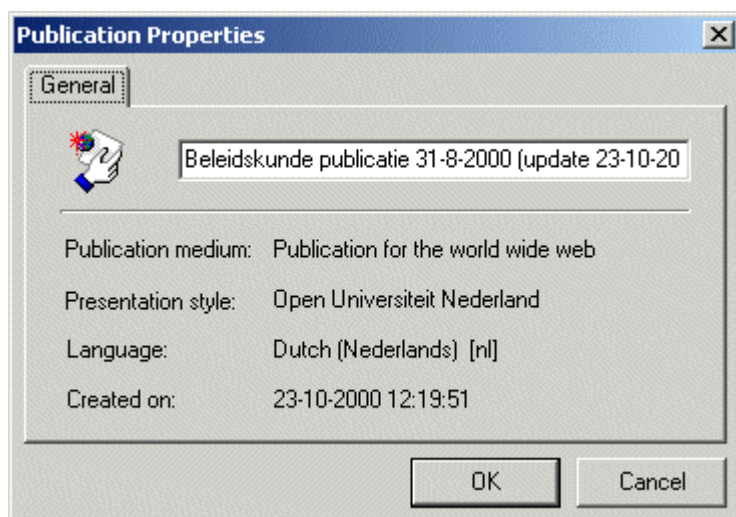 Publication Properties
General
Beleidskunde publicatie 31-8-2000 (update 23-10-20
Publication medium: Publication for the world wide web
Presentation style: Open Universiteit Nederland
Language: Dutch (Nederlands) [nl]
Created on: 23-10-2000 12:19:51
OK Cancel